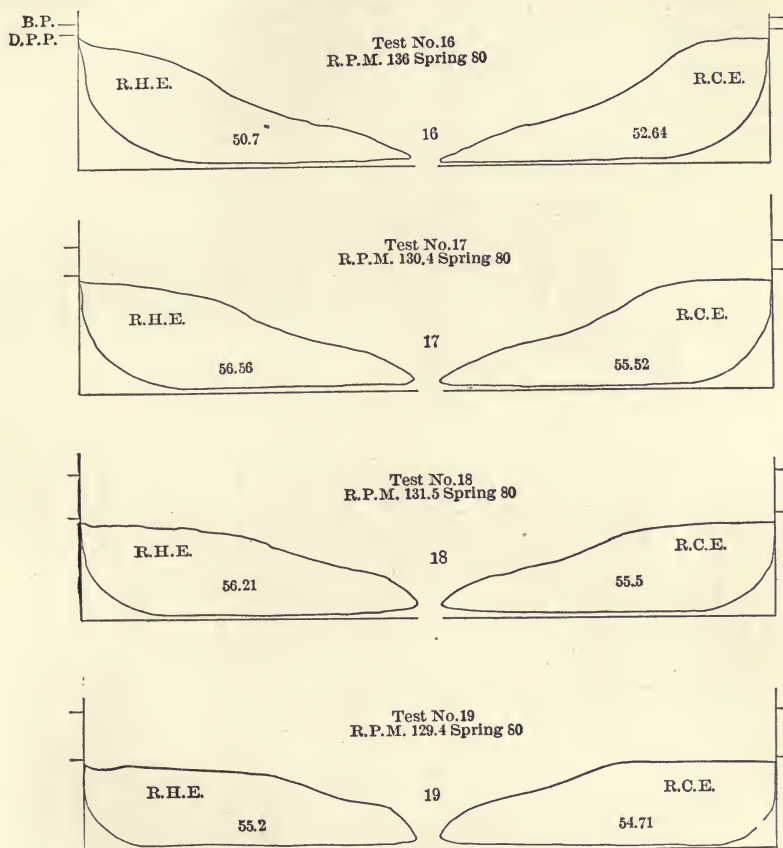 B.P.
D.P.P.
Test No.16
R.P.M. 136 Spring 80
R.H.E.
R.C.E.
50.7
16
52.64
Test No.17
R.P.M. 130.4 Spring 80
R.H.E.
R.C.E.
17
56.56
55.52
Test No.18
R.P.M. 131.5 Spring 80
R.H.E.
18
R.C.E.
56.21
55.5
Test No.19
R.P.M. 129.4 Spring 80
R.H.E.
19
R.C.E.
55.2
54.71